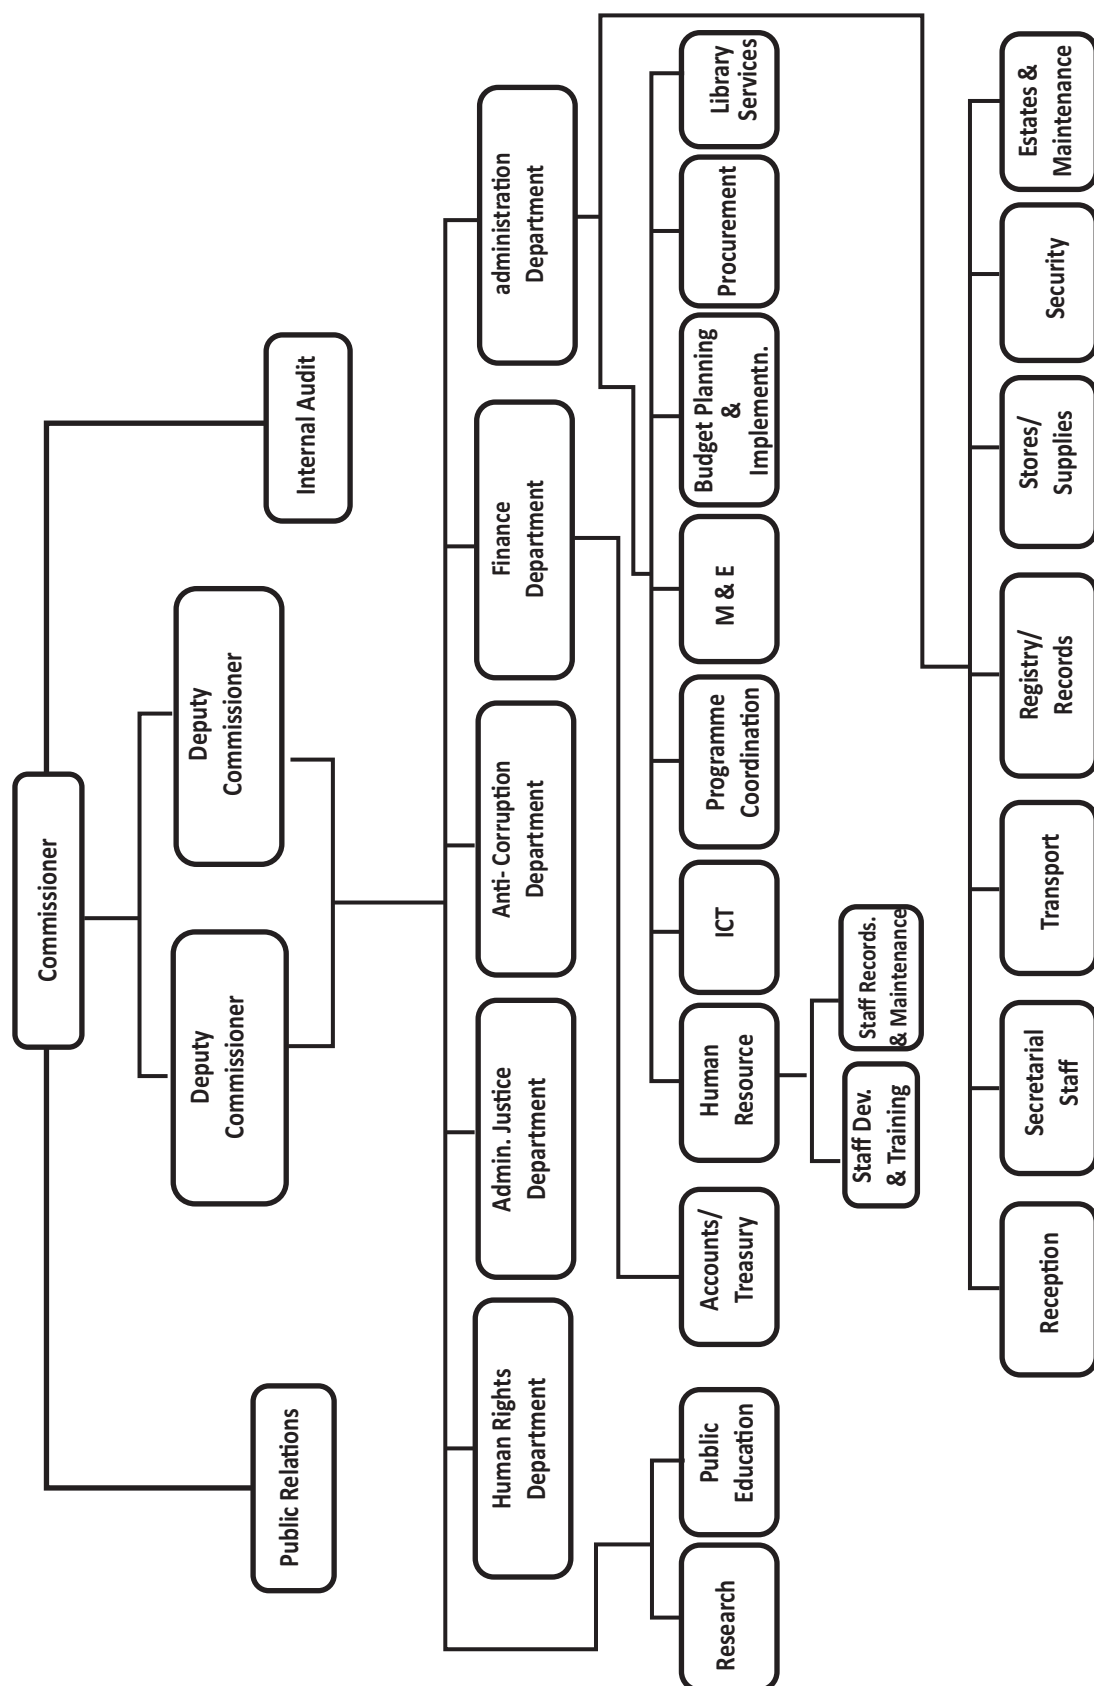 Commissioner
Deputy
Commissioner
Deputy
Commissioner
Public Relations
Internal Audit
Human Rights
Department
Admin. Justice
Department
Anti- Corruption
Department
Finance
Department
administration
Department
Research
Public
Education
Accounts/
Treasury
Human
Resource
ICT
Programme
Coordination
M & E
Budget Planning
&
Implementn.
Procurement
Library
Services
Staff Dev.
& Training
Staff Records.
& Maintenance
Reception
Secretarial
Staff
Transport
Registry/
Records
Stores/
Supplies
Security
Estates &
Maintenance